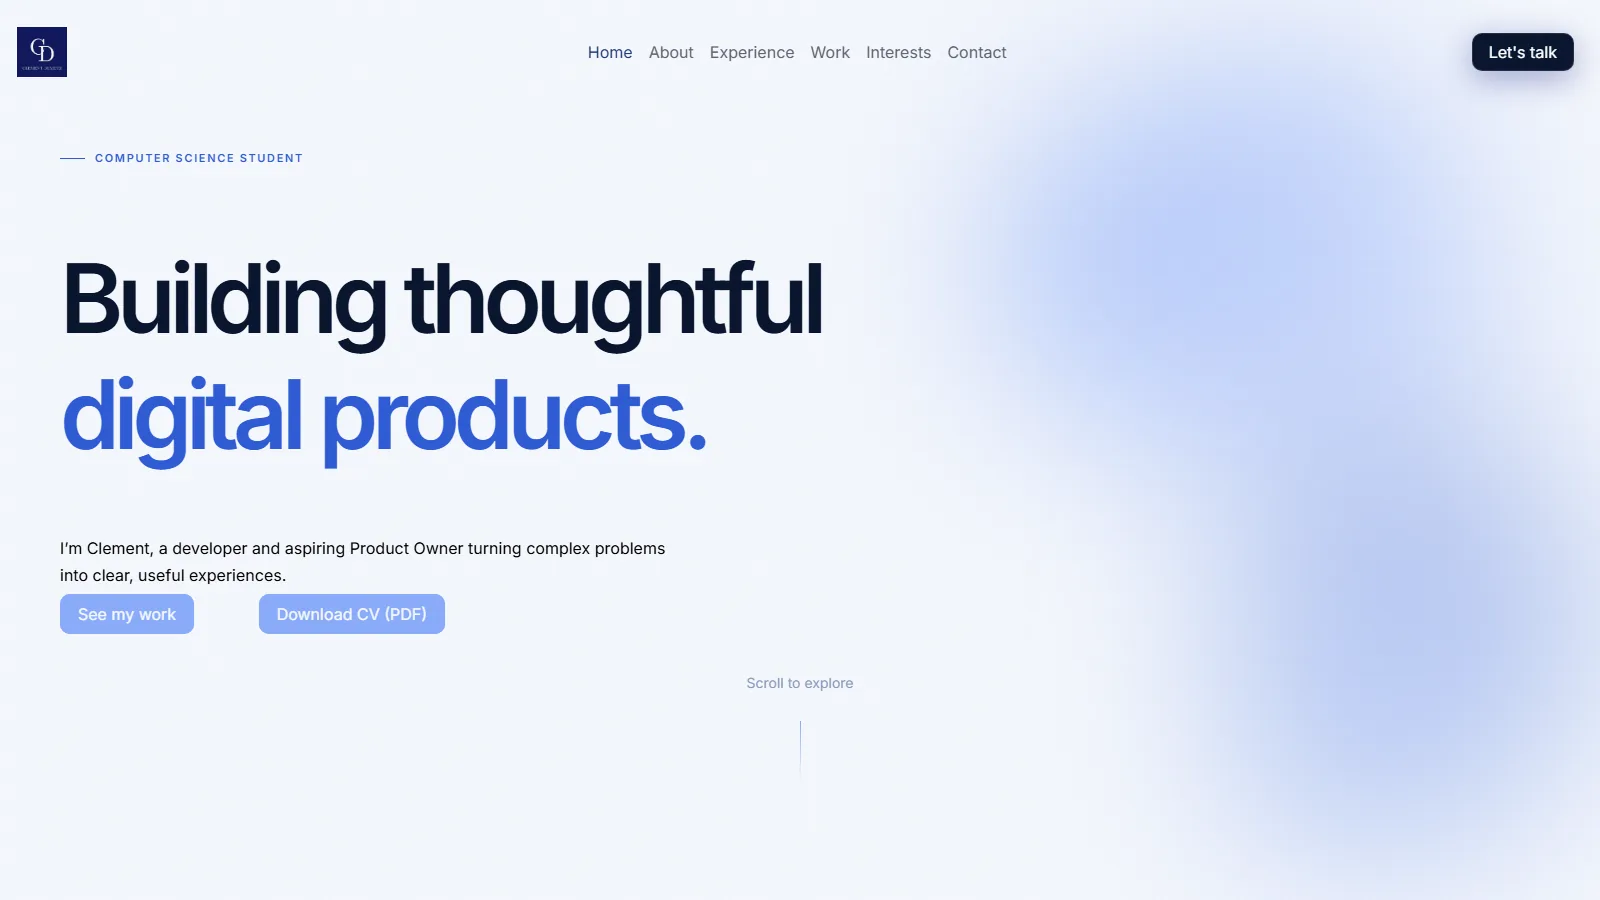 GD
Home About Experience Work Interests Contact
Let's talk
COMPUTER SCIENCE STUDENT
Building thoughtful
digital products.
I’m Clement, a developer and aspiring Product Owner turning complex problems
into clear, useful experiences.
See my work
Download CV (PDF)
Scroll to explore